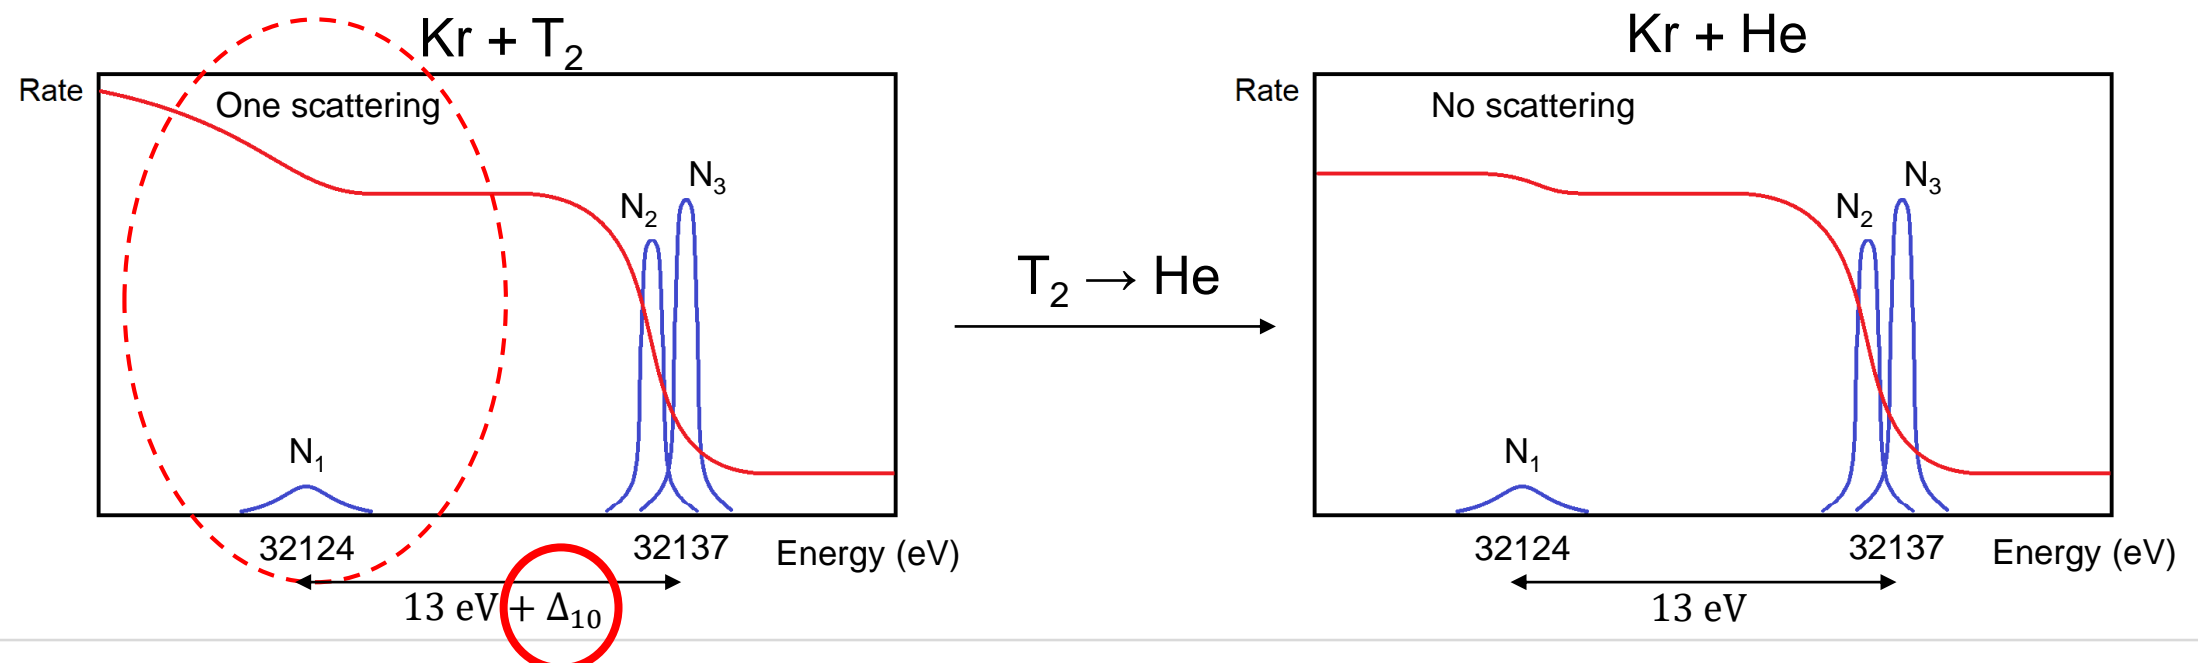 Kr + T₂
Rate
One scattering
N₃
N₂
N₁
32124
32137
Energy (eV)
13 eV + Δ₁₀
T₂ → He
Kr + He
Rate
No scattering
N₃
N₂
N₁
32124
32137
Energy (eV)
13 eV